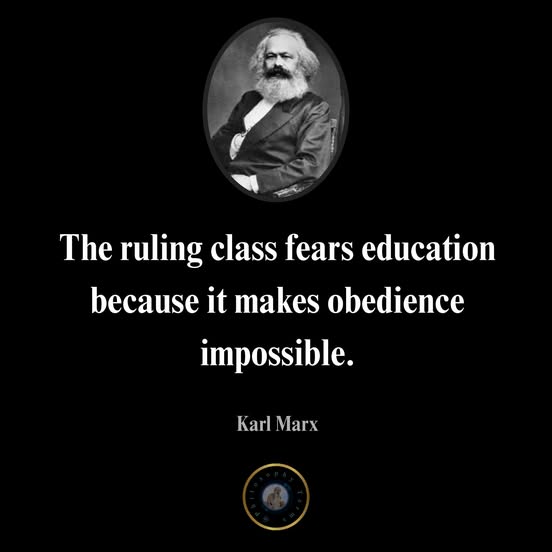 The ruling class fears education
because it makes obedience
impossible.
Karl Marx